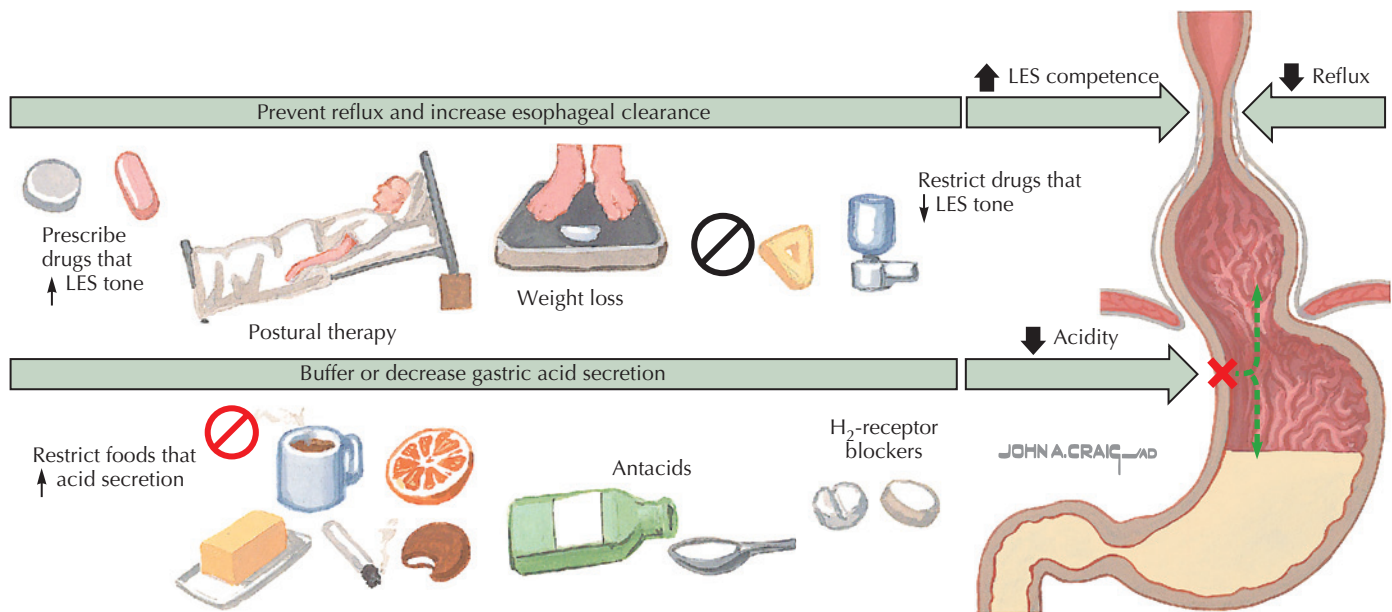 ↑ LES competence
↓ Reflux
Prevent reflux and increase esophageal clearance
Prescribe
drugs that
↑ LES tone
Postural therapy
Weight loss
Restrict drugs that
↓ LES tone
↓ Acidity
Buffer or decrease gastric acid secretion
Restrict foods that
↑ acid secretion
Antacids
H₂-receptor
blockers
JOHN A. CRAIG MD